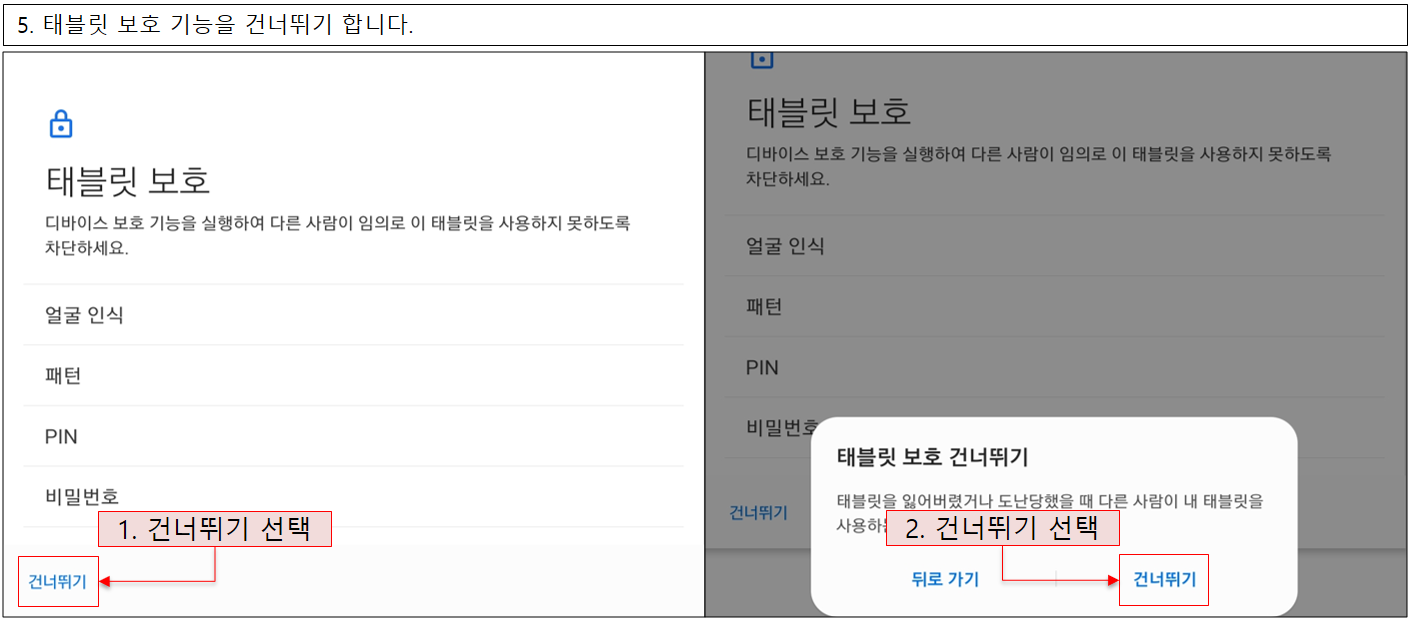 5. 태블릿 보호 기능을 건너뛰기 합니다.
태블릿 보호
디바이스 보호 기능을 실행하여 다른 사람이 임의로 이 태블릿을 사용하지 못하도록
차단하세요.
얼굴 인식
패턴
PIN
비밀번호
1. 건너뛰기 선택
건너뛰기
태블릿 보호
디바이스 보호 기능을 실행하여 다른 사람이 임의로 이 태블릿을 사용하지 못하도록
차단하세요.
얼굴 인식
패턴
PIN
비밀번호
건너뛰기
태블릿 보호 건너뛰기
태블릿을 잃어버렸거나 도난당했을 때 다른 사람이 내 태블릿을
2. 건너뛰기 선택
뒤로 가기
건너뛰기